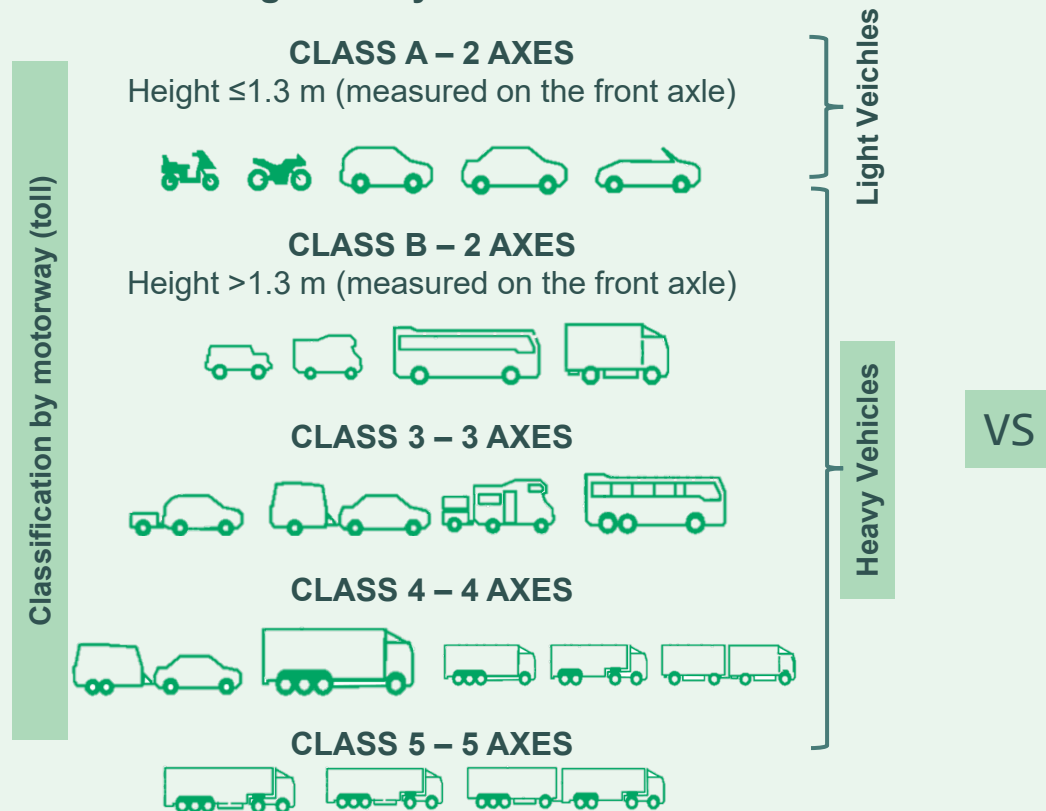 Classification by motorway (toll)
CLASS A – 2 AXES
Height ≤1.3 m (measured on the front axle)
CLASS B – 2 AXES
Height >1.3 m (measured on the front axle)
CLASS 3 – 3 AXES
CLASS 4 – 4 AXES
CLASS 5 – 5 AXES
Light Veichles
Heavy Vehicles
VS